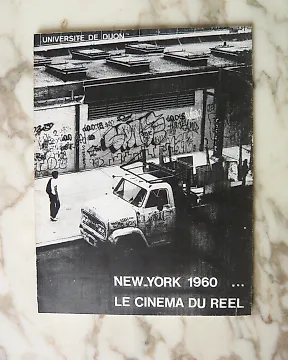 UNIVERSITE DE DIJON
NEW.YORK 1960 ...
LE CINEMA DU REEL